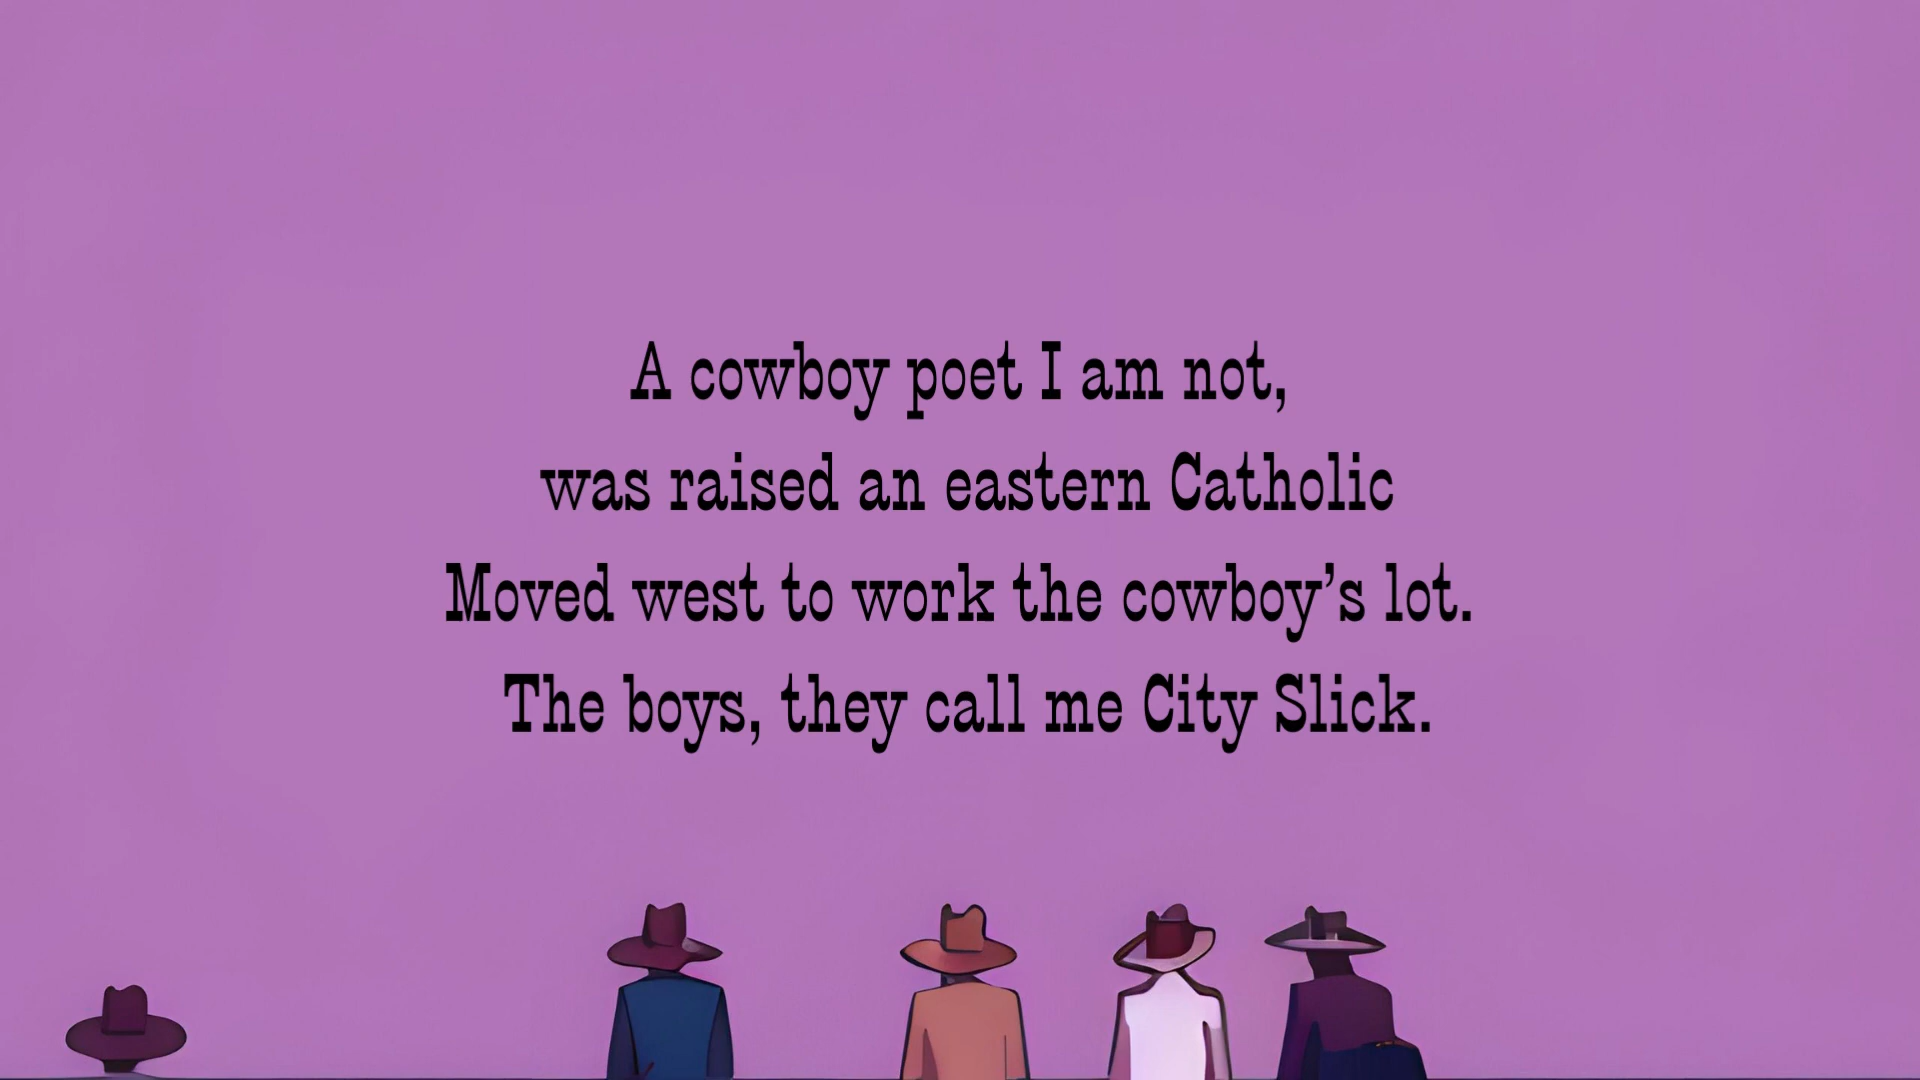 A cowboy poet I am not,
was raised an eastern Catholic
Moved west to work the cowboy’s lot.
The boys, they call me City Slick.